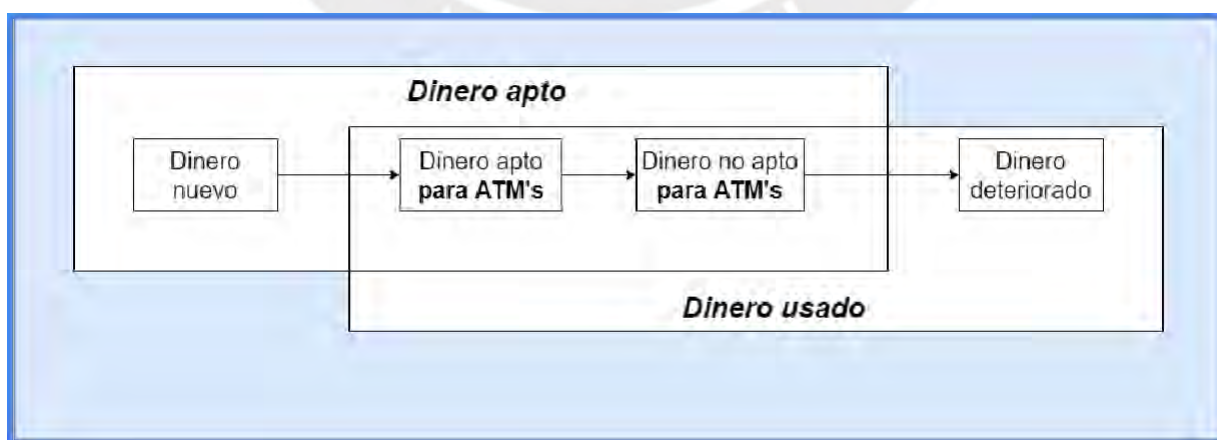 Dinero apto
Dinero
nuevo
Dinero apto
para ATM's
Dinero no apto
para ATM's
Dinero
deteriorado
Dinero usado